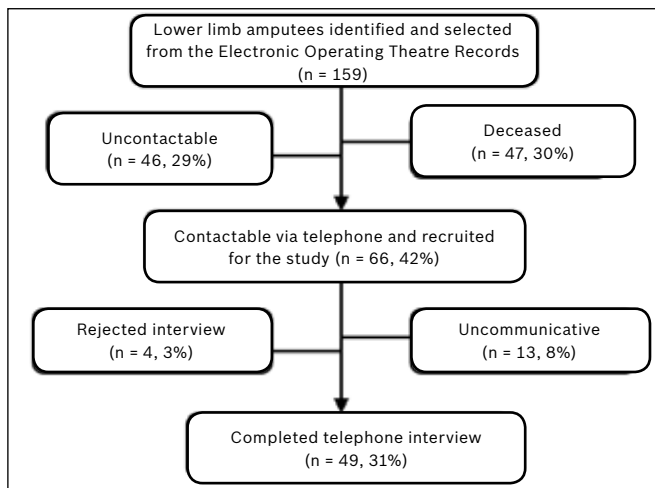 Lower limb amputees identified and selected
from the Electronic Operating Theatre Records
(n = 159)
Uncontactable
(n = 46, 29%)
Deceased
(n = 47, 30%)
Contactable via telephone and recruited
for the study (n = 66, 42%)
Rejected interview
(n = 4, 3%)
Uncommunicative
(n = 13, 8%)
Completed telephone interview
(n = 49, 31%)